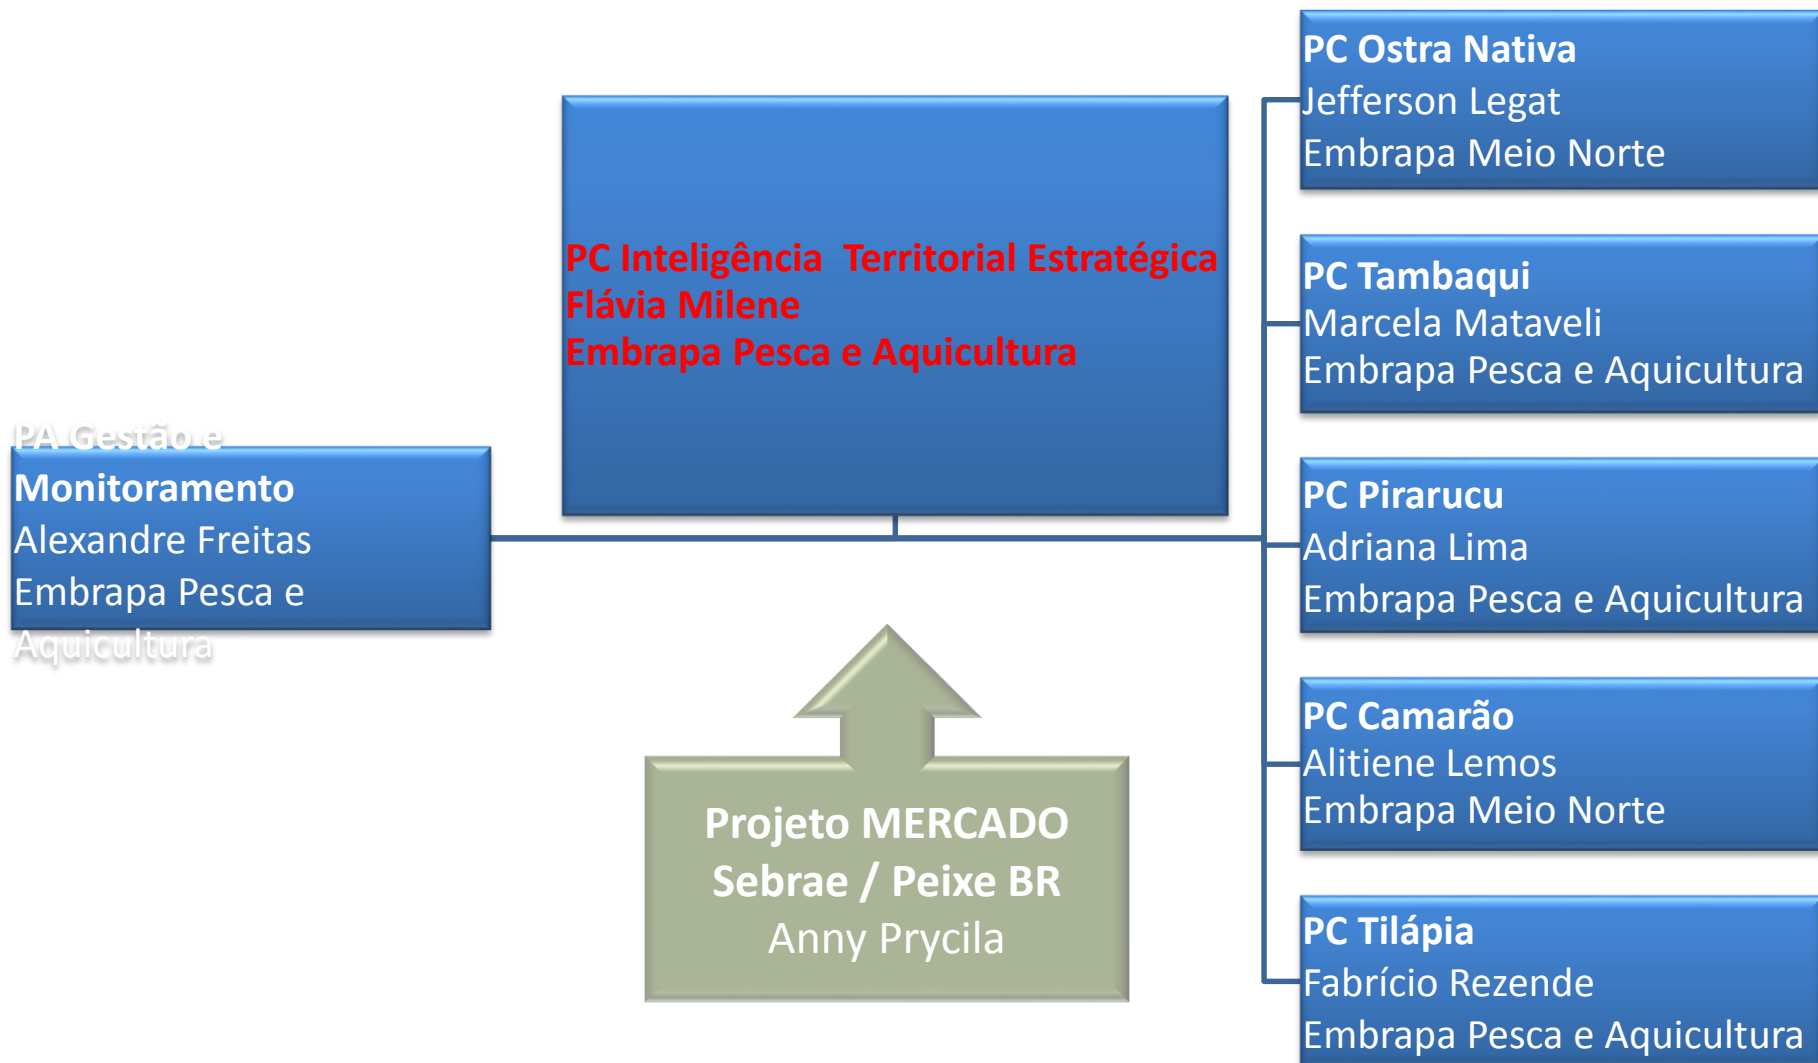 PA Gestão e
Monitoramento
Alexandre Freitas
Embrapa Pesca e
Aquicultura
PC Inteligência  Territorial Estratégica
Flávia Milene
Embrapa Pesca e Aquicultura
Projeto MERCADO
Sebrae / Peixe BR
Anny Prycila
PC Ostra Nativa
Jefferson Legat
Embrapa Meio Norte
PC Tambaqui
Marcela Mataveli
Embrapa Pesca e Aquicultura
PC Pirarucu
Adriana Lima
Embrapa Pesca e Aquicultura
PC Camarão
Alitiene Lemos
Embrapa Meio Norte
PC Tilápia
Fabrício Rezende
Embrapa Pesca e Aquicultura